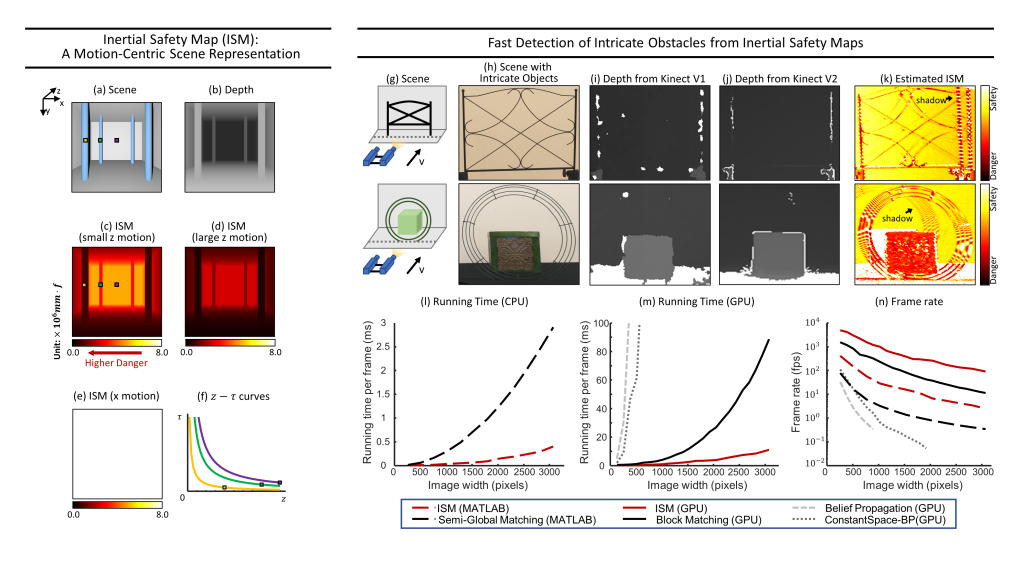 Inertial Safety Map (ISM):
A Motion-Centric Scene Representation
(a) Scene
(b) Depth
z
x
Y
(c) ISM
(small z motion)
(d) ISM
(large z motion)
Unit: × 10⁶mm · f
0.0
8.0
0.0
8.0
Higher Danger
(e) ISM (x motion)
(f) z − τ curves
τ
0
z
0.0
8.0
Fast Detection of Intricate Obstacles from Inertial Safety Maps
(g) Scene
(h) Scene with
Intricate Objects
(i) Depth from Kinect V1
(j) Depth from Kinect V2
(k) Estimated ISM
v
shadow
Safety
Danger
v
shadow
Safety
Danger
(l) Running Time (CPU)
Running time per frame (ms)
3
2.5
2
1.5
1
0.5
0
500 1000 1500 2000 2500 3000
Image width (pixels)
(m) Running Time (GPU)
Running time per frame (ms)
100
80
60
40
20
0
0 500 1000 1500 2000 2500 3000
Image width (pixels)
(n) Frame rate
Frame rate (fps)
10⁴
10³
10²
10¹
10⁰
10⁻¹
10⁻²
0 500 1000 1500 2000 2500 3000
Image width (pixels)
ISM (MATLAB)
ISM (GPU)
Belief Propagation (GPU)
Semi-Global Matching (MATLAB)
Block Matching (GPU)
ConstantSpace-BP(GPU)